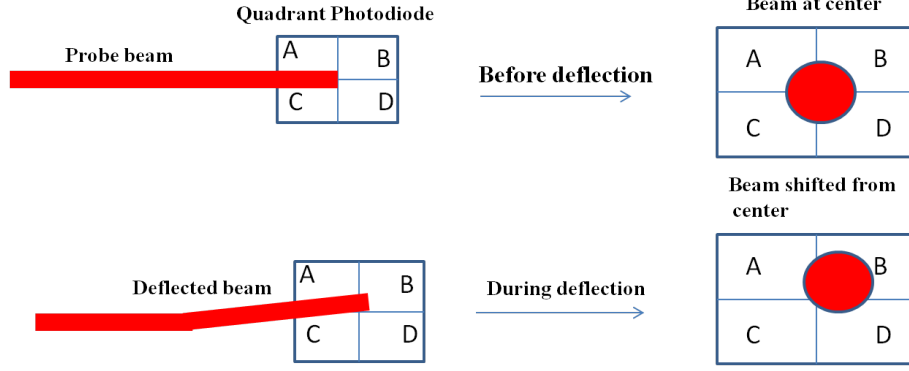 Quadrant Photodiode
Beam at center
Probe beam
A
B
C
D
Before deflection
A
B
C
D
Beam shifted from
center
Deflected beam
A
B
C
D
During deflection
A
B
C
D